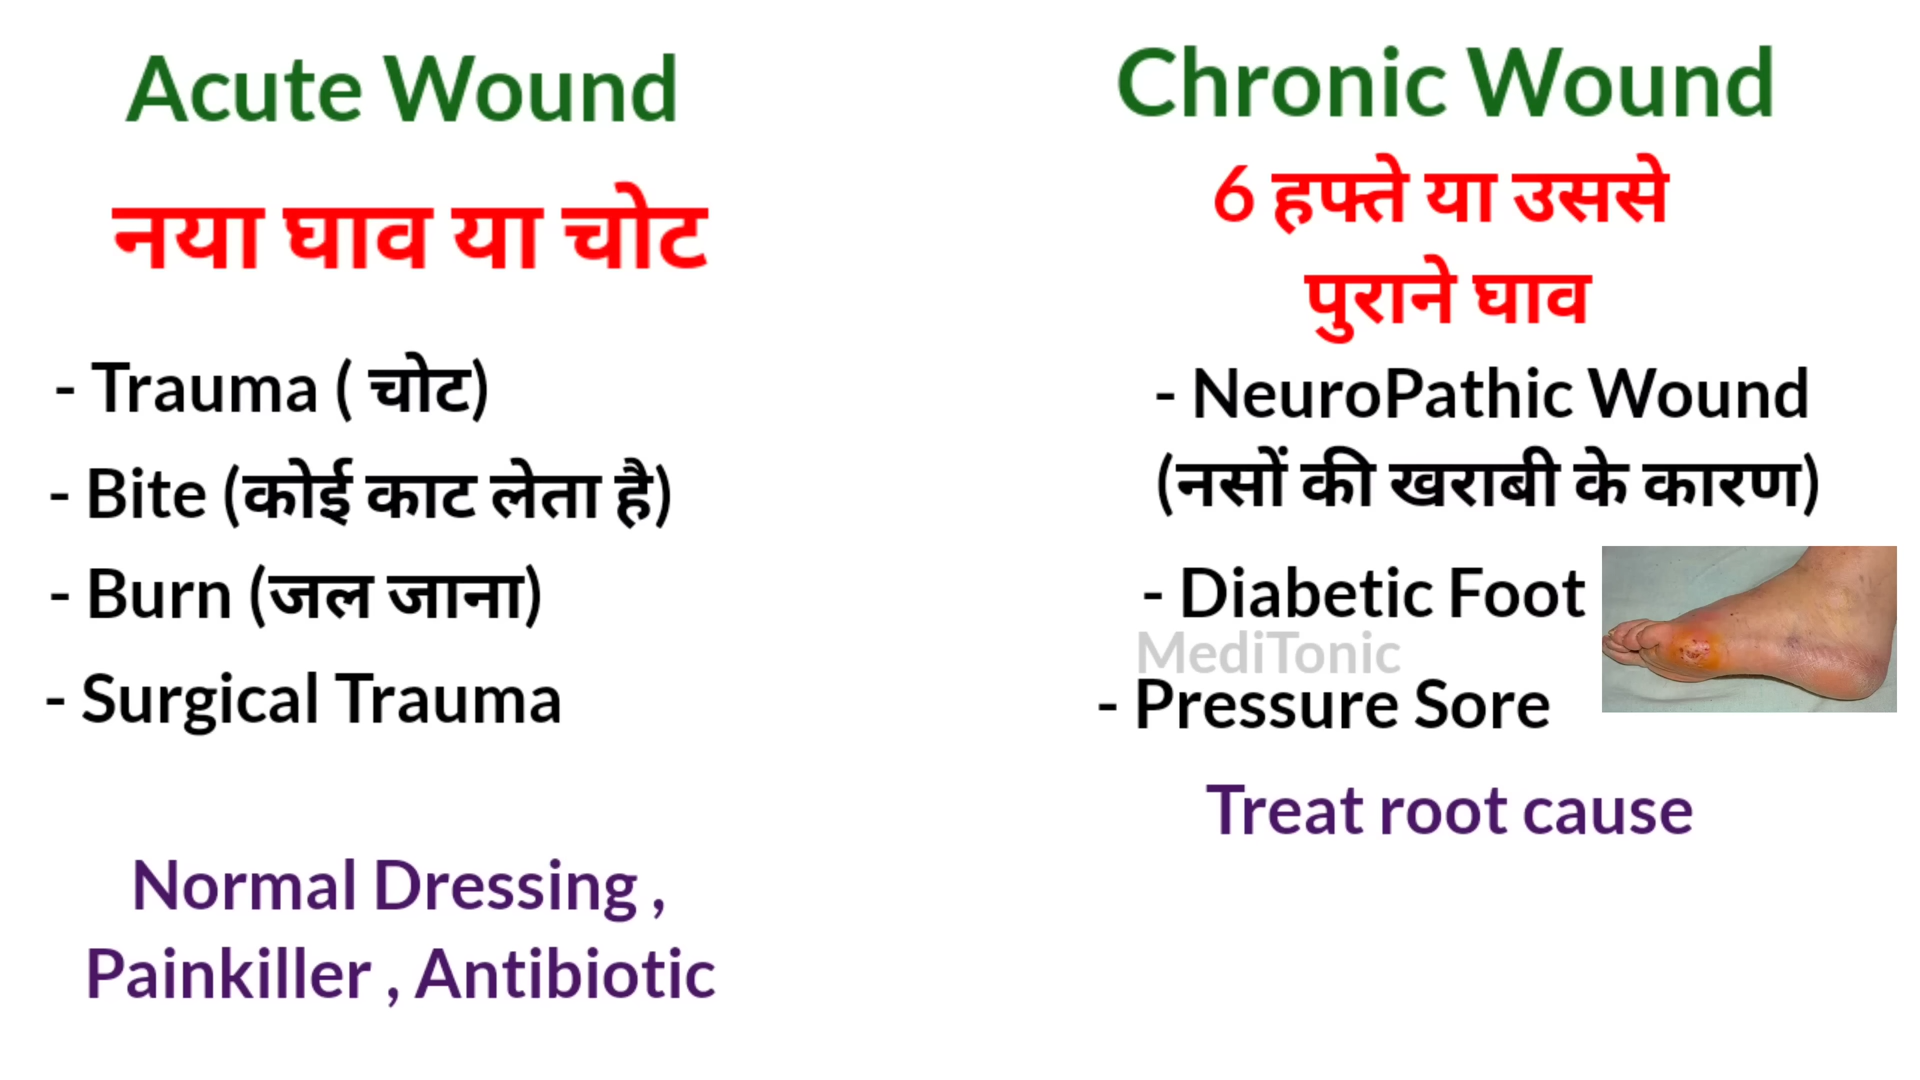 Acute Wound
नया घाव या चोट
- Trauma ( चोट)
- Bite (कोई काट लेता है)
- Burn (जल जाना)
- Surgical Trauma
Normal Dressing ,
Painkiller , Antibiotic
Chronic Wound
6 हफ्ते या उससे
पुराने घाव
- NeuroPathic Wound
(नसों की खराबी के कारण)
- Diabetic Foot
MediTonic
- Pressure Sore
Treat root cause